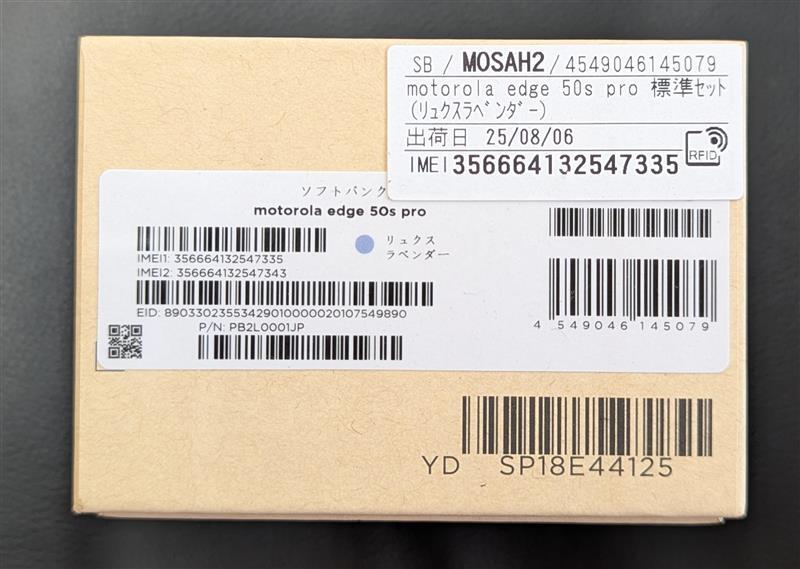 SB / MOSAH2 / 4549046145079
motorola edge 50s pro 標準セット
(リュクスラベンダー)
出荷日 25/08/06
IMEI 356664132547335
RFID
ソフトバンク
motorola edge 50s pro
リュクス
ラベンダー
IMEI1: 356664132547335
IMEI2: 356664132547343
EID: 89033023553429010000020107549890
P/N: PB2L0001JP
4 549046 145079
YD SP18E44125